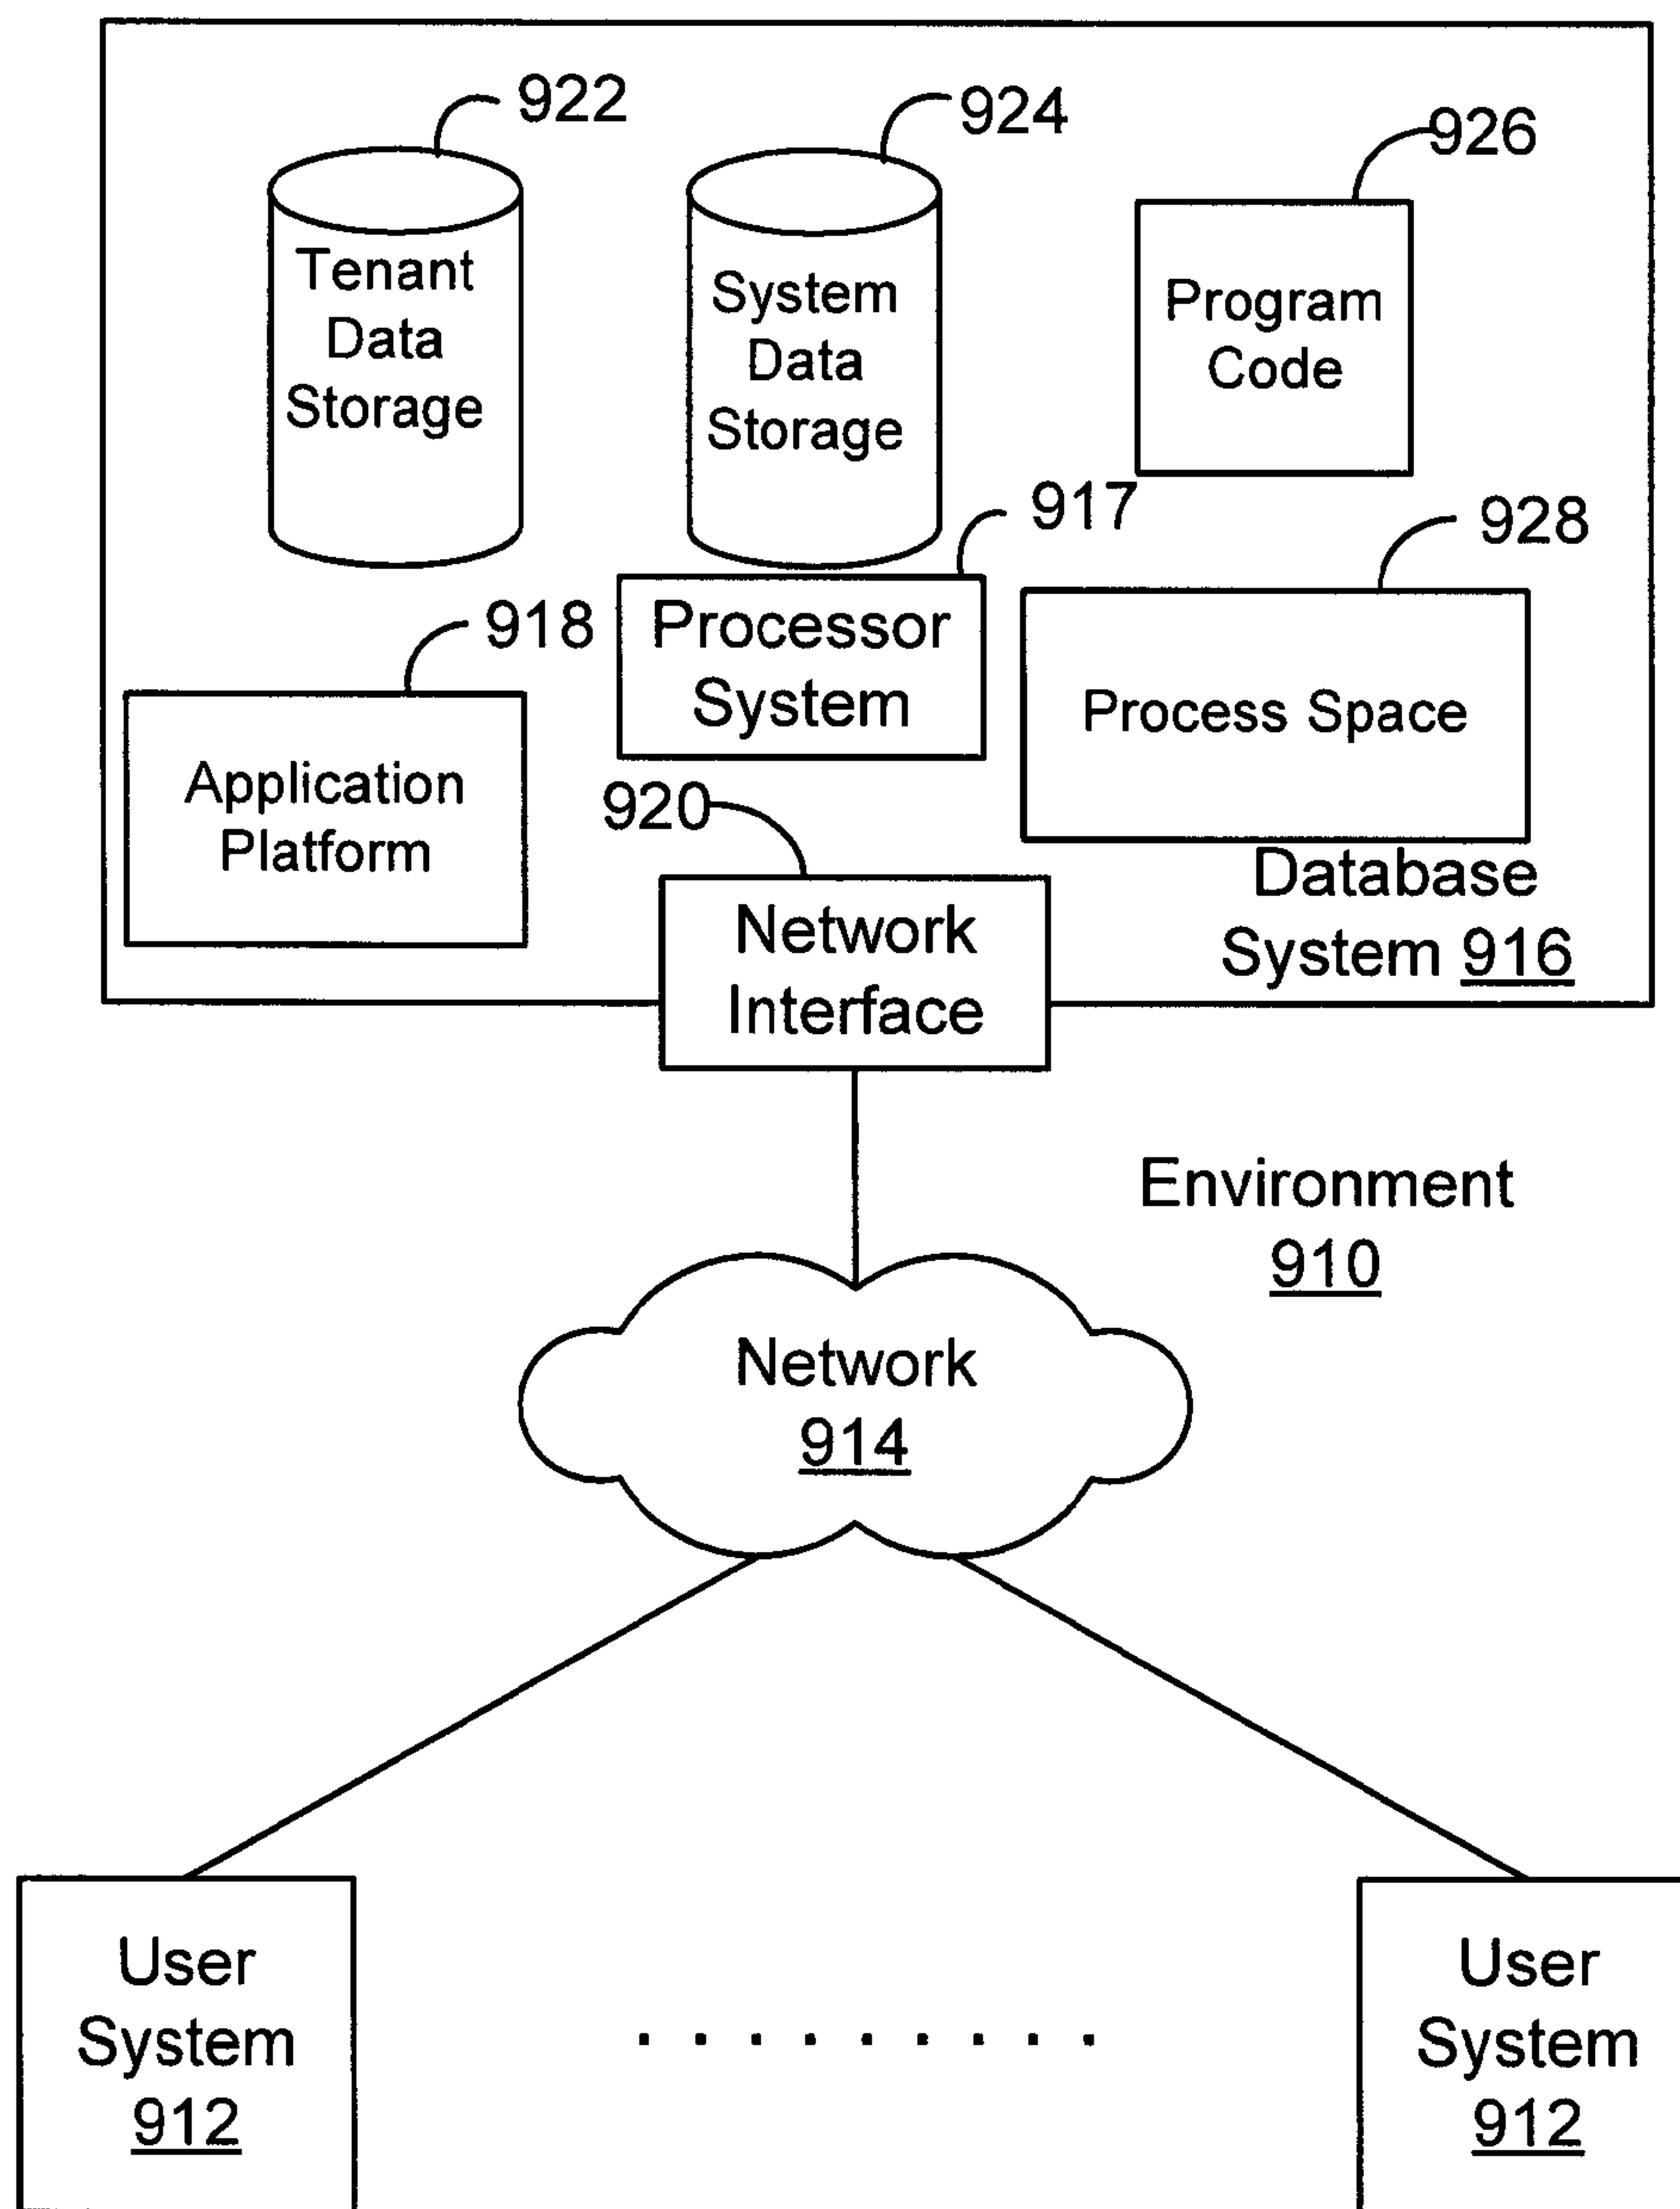 922
924
926
Tenant
Data
Storage
System
Data
Storage
Program
Code
917
928
918
Processor
System
Process Space
Application
Platform
920
Database
System 916
Network
Interface
Environment
910
Network
914
User
System
912
User
System
912